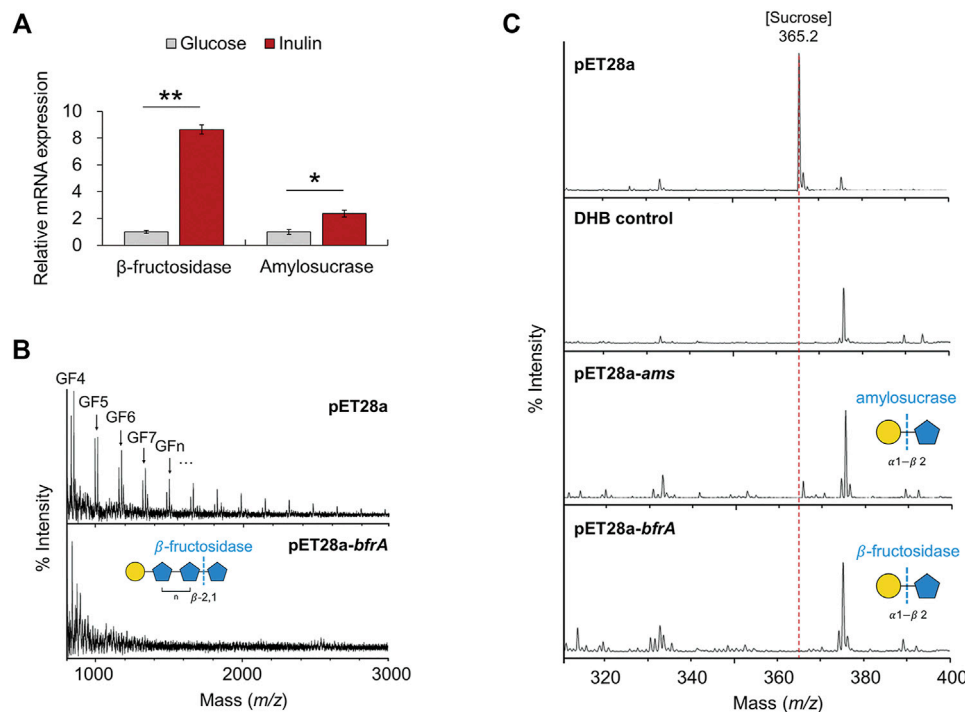 A
Glucose Inulin
** 
*
Relative mRNA expression
10
8
6
4
2
0
β-fructosidase Amylosucrase
B
GF4
GF5
GF6
GF7
GFn
...
pET28a
pET28a-bfrA
β-fructosidase
n
β-2,1
% Intensity
1000 2000 3000
Mass (m/z)
C
[Sucrose]
365.2
pET28a
DHB control
pET28a-ams
amylosucrase
α1–β 2
pET28a-bfrA
β-fructosidase
α1–β 2
% Intensity
320 340 360 380 400
Mass (m/z)